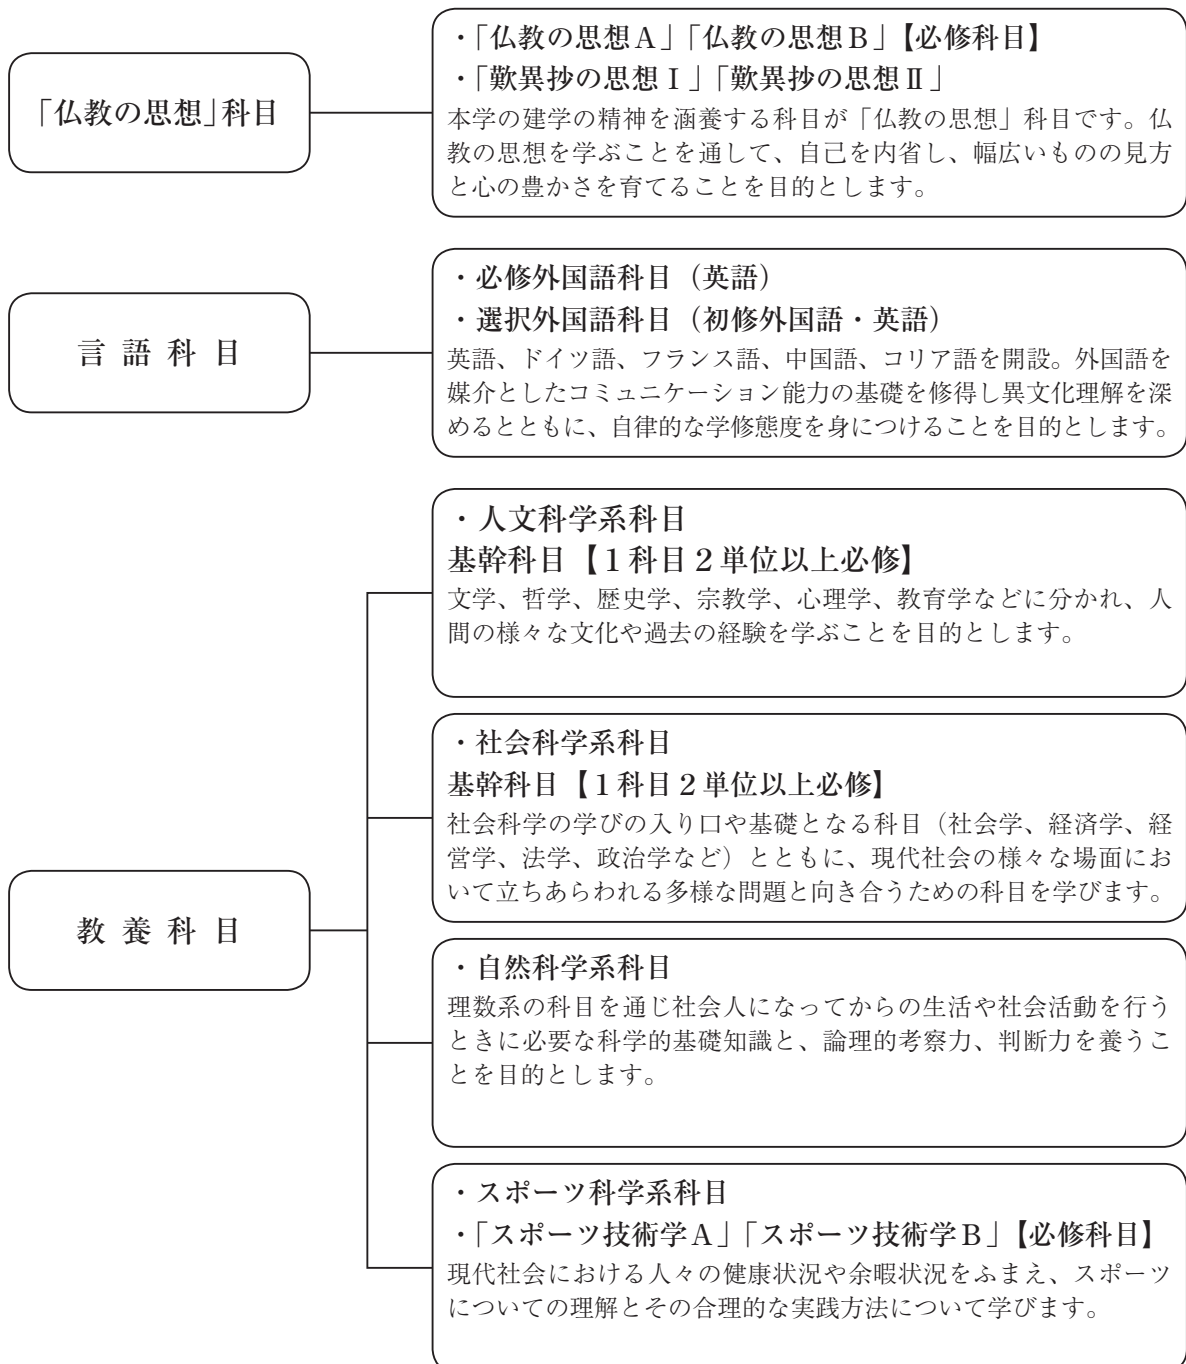 「仏教の思想」科目
・「仏教の思想A」「仏教の思想B」【必修科目】
・「歎異抄の思想Ⅰ」「歎異抄の思想Ⅱ」
本学の建学の精神を涵養する科目が「仏教の思想」科目です。仏
教の思想を学ぶことを通して、自己を内省し、幅広いものの見方
と心の豊かさを育てることを目的とします。
言語科目
・必修外国語科目（英語）
・選択外国語科目（初修外国語・英語）
英語、ドイツ語、フランス語、中国語、コリア語を開設。外国語を
媒介としたコミュニケーション能力の基礎を修得し異文化理解を深
めるとともに、自律的な学修態度を身につけることを目的とします。
教養科目
・人文科学系科目
基幹科目【1科目2単位以上必修】
文学、哲学、歴史学、宗教学、心理学、教育学などに分かれ、人
間の様々な文化や過去の経験を学ぶことを目的とします。
・社会科学系科目
基幹科目【1科目2単位以上必修】
社会科学の学びの入り口や基礎となる科目（社会学、経済学、経
営学、法学、政治学など）とともに、現代社会の様々な場面にお
いて立ちあらわれる多様な問題と向き合うための科目を学びます。
・自然科学系科目
理数系の科目を通じ社会人になってからの生活や社会活動を行う
ときに必要な科学的基礎知識と、論理的考察力、判断力を養うこ
とを目的とします。
・スポーツ科学系科目
・「スポーツ技術学A」「スポーツ技術学B」【必修科目】
現代社会における人々の健康状況や余暇状況をふまえ、スポーツ
についての理解とその合理的な実践方法について学びます。